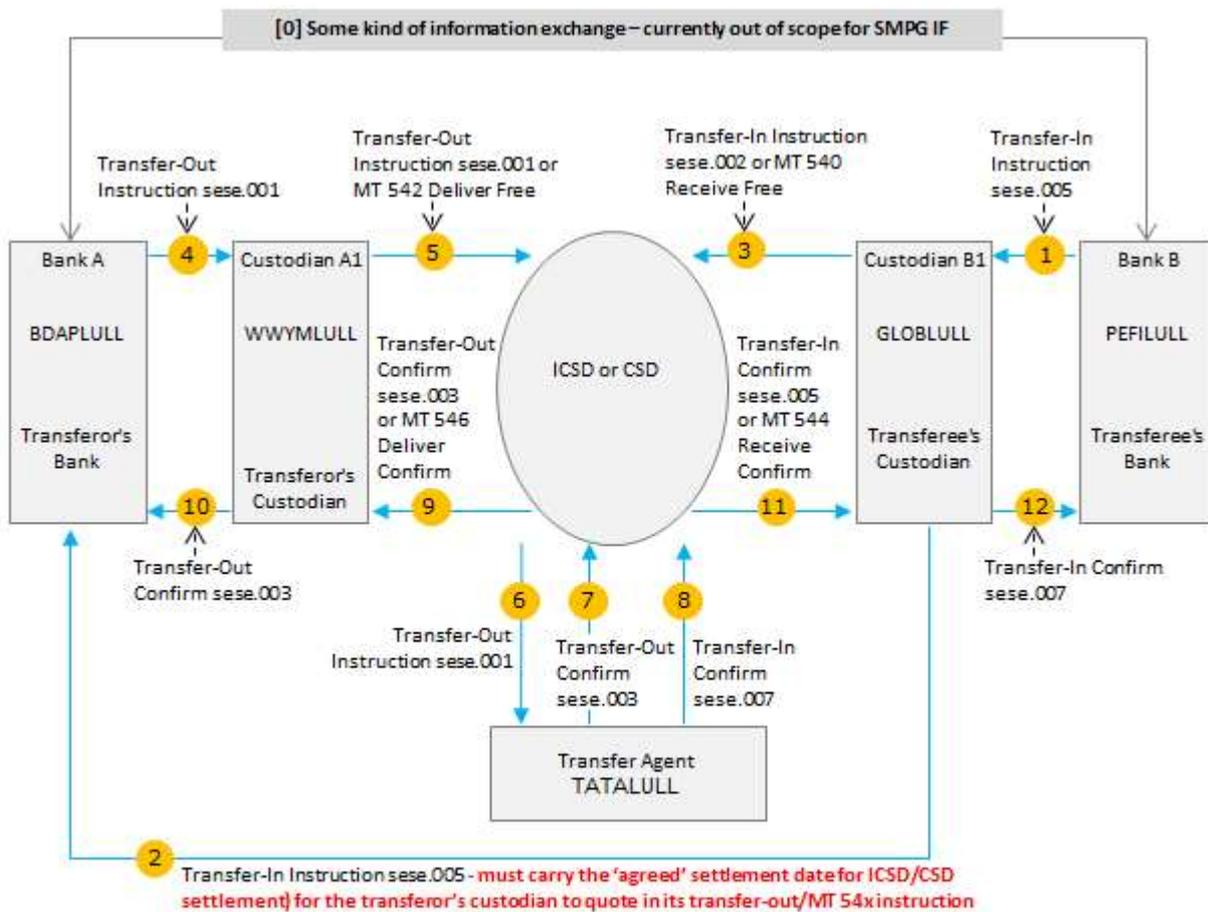 [0] Some kind of information exchange – currently out of scope for SMPG IF
Transfer-Out
Instruction sese.001
Transfer-Out
Instruction sese.001 or
MT 542 Deliver Free
Transfer-In Instruction
sese.002 or MT 540
Receive Free
Transfer-In
Instruction
sese.005
Bank A
4
Custodian A1
5
3
Custodian B1
1
Bank B
BDAPLULL
WWYMLULL
GLOBLULL
PEFILULL
ICSD or CSD
Transfer-Out
Confirm
sese.003
or MT 546
Deliver
Confirm
Transfer-In
Confirm
sese.005
or MT 544
Receive
Confirm
Transferor's
Bank
Transferor's
Custodian
Transferee's
Custodian
Transferee's
Bank
10
9
11
12
Transfer-Out
Confirm sese.003
Transfer-In Confirm
sese.007
6
7
8
Transfer-Out
Instruction sese.001
Transfer-Out
Confirm
sese.003
Transfer-In
Confirm
sese.007
Transfer Agent
TATALULL
2
Transfer-In Instruction sese.005 - must carry the ‘agreed’ settlement date for ICSD/CSD
settlement) for the transferor’s custodian to quote in its transfer-out/MT 54x instruction